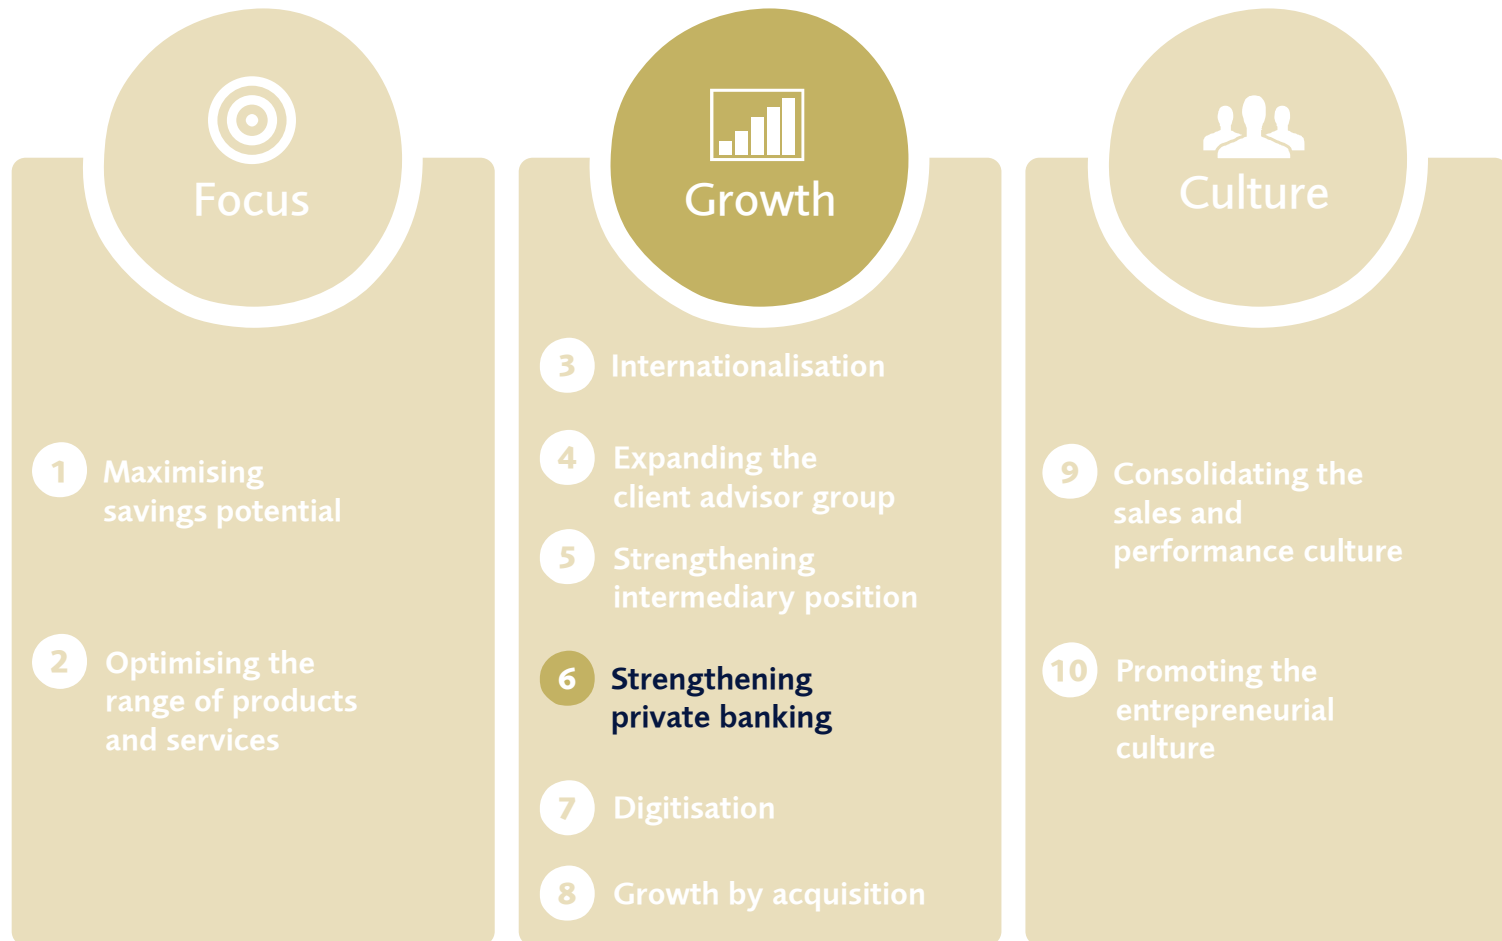 Focus
1 Maximising
savings potential
2 Optimising the
range of products
and services
Growth
3 Internationalisation
4 Expanding the
client advisor group
5 Strengthening
intermediary position
6 Strengthening
private banking
7 Digitisation
8 Growth by acquisition
Culture
9 Consolidating the
sales and
performance culture
10 Promoting the
entrepreneurial
culture